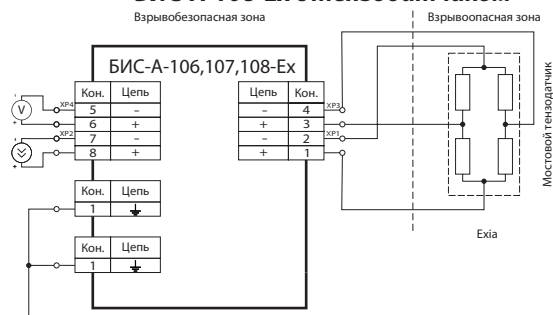 Взрывобезопасная зона
Взрывоопасная зона
БИС-А-106,107,108-Ex
Кон. Цепь
Цепь Кон.
XP4 5 –
– 4 XP3
6 +
+ 3
XP2 7 –
– 2 XP1
8 +
+ 1
- V +
- +
Кон. Цепь
1
Кон. Цепь
1
Мостовой тензодатчик
Exia